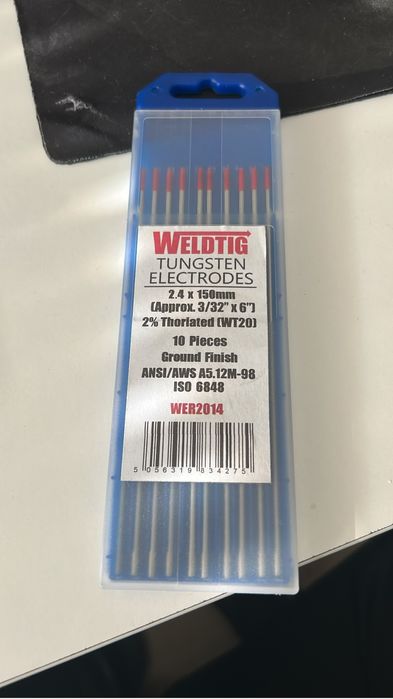 WELDTIG
TUNGSTEN
ELECTRODES
2.4 x 150mm
(Approx. 3/32" x 6")
2% Thoriated (WT20)
10 Pieces
Ground Finish
ANSI/AWS A5.12M-98
ISO 6848
WER2014
5 056319 834275